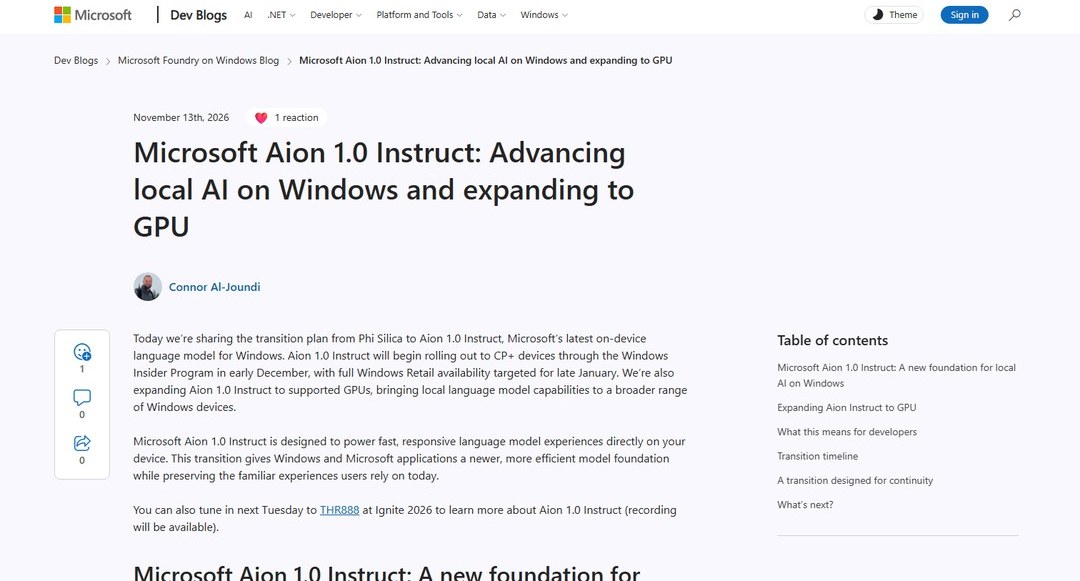 Microsoft
Dev Blogs
AI
.NET
Developer
Platform and Tools
Data
Windows
Theme
Sign in
Dev Blogs
Microsoft Foundry on Windows Blog
Microsoft Aion 1.0 Instruct: Advancing local AI on Windows and expanding to GPU
November 13th, 2026
1 reaction
Microsoft Aion 1.0 Instruct: Advancing
local AI on Windows and expanding to
GPU
Connor Al-Joundi
1
0
0
Today we're sharing the transition plan from Phi Silica to Aion 1.0 Instruct, Microsoft's latest on-device
language model for Windows. Aion 1.0 Instruct will begin rolling out to CP+ devices through the Windows
Insider Program in early December, with full Windows Retail availability targeted for late January. We're also
expanding Aion 1.0 Instruct to supported GPUs, bringing local language model capabilities to a broader range
of Windows devices.
Microsoft Aion 1.0 Instruct is designed to power fast, responsive language model experiences directly on your
device. This transition gives Windows and Microsoft applications a newer, more efficient model foundation
while preserving the familiar experiences users rely on today.
You can also tune in next Tuesday to THR888 at Ignite 2026 to learn more about Aion 1.0 Instruct (recording
will be available).
Microsoft Aion 1.0 Instruct: A new foundation for
Table of contents
Microsoft Aion 1.0 Instruct: A new foundation for local
AI on Windows
Expanding Aion Instruct to GPU
What this means for developers
Transition timeline
A transition designed for continuity
What's next?